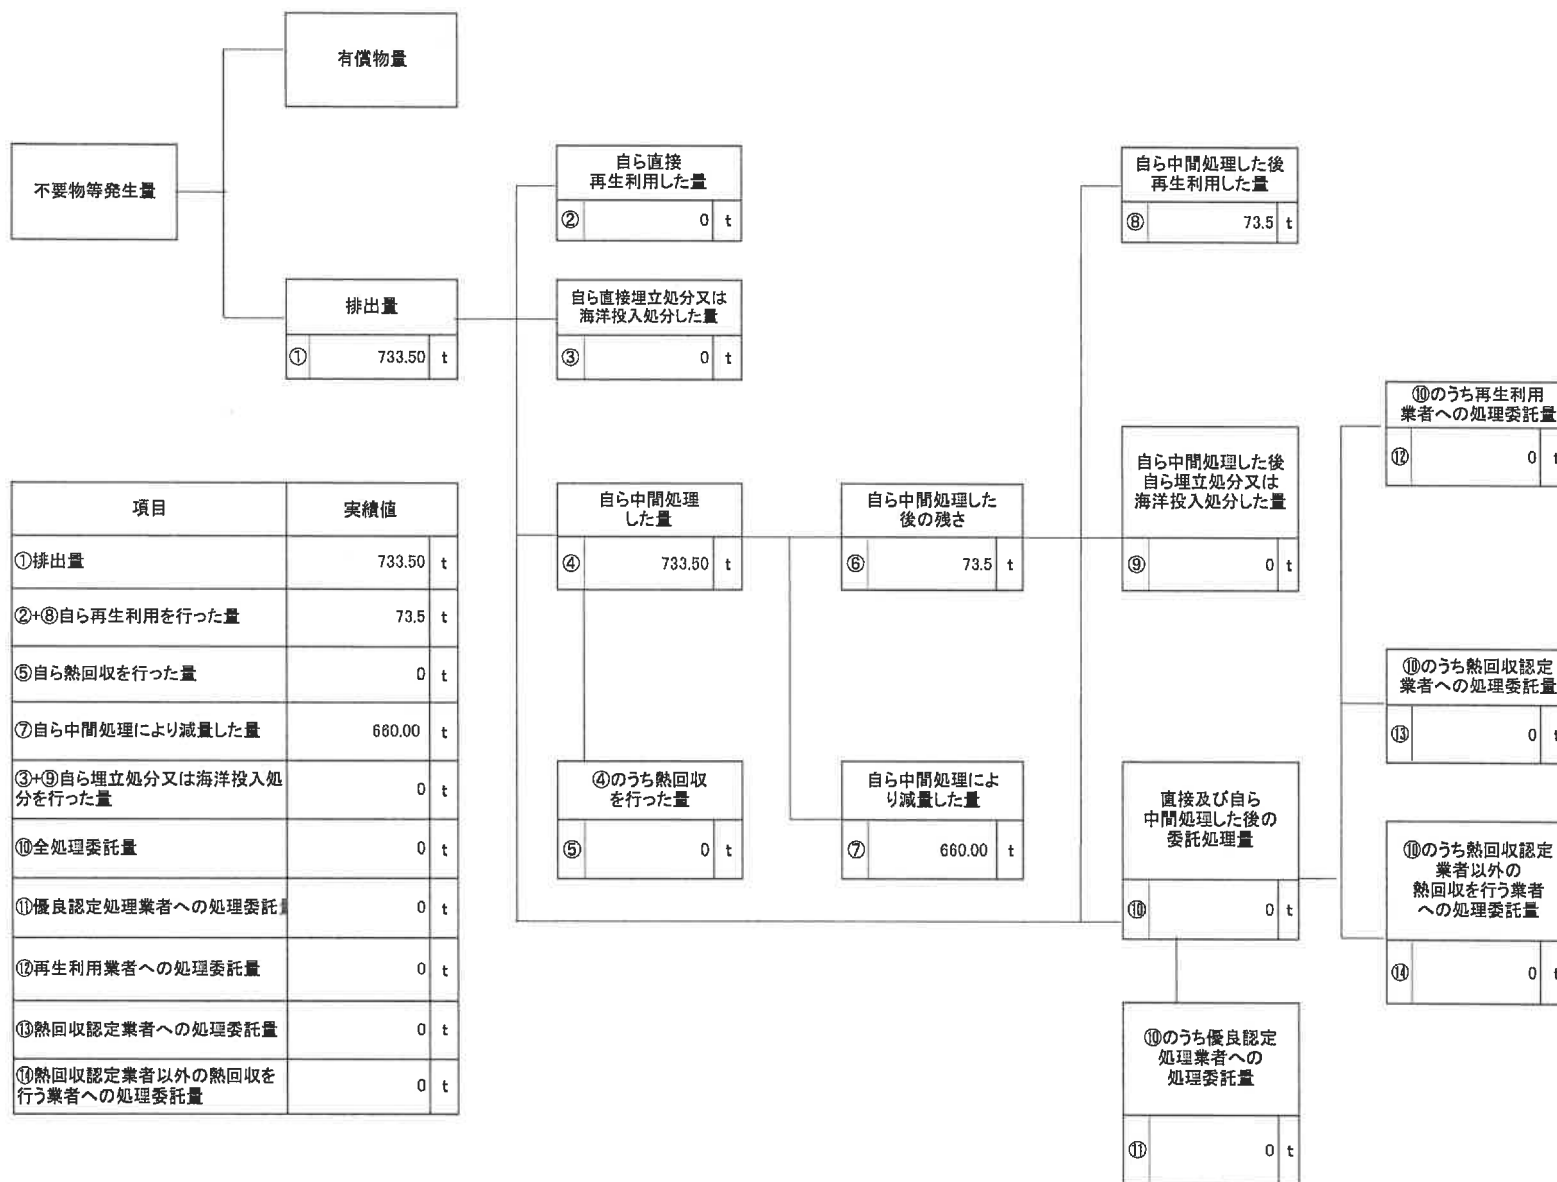 有償物量
不要物等発生量
排出量
① 733.50 t
自ら直接
再生利用した量
② 0 t
自ら直接埋立処分又は
海洋投入処分した量
③ 0 t
自ら中間処理
した量
④ 733.50 t
④のうち熱回収
を行った量
⑤ 0 t
自ら中間処理した
後の残さ
⑥ 73.5 t
自ら中間処理によ
り減量した量
⑦ 660.00 t
自ら中間処理した後
再生利用した量
⑧ 73.5 t
自ら中間処理した後
自ら埋立処分又は
海洋投入処分した量
⑨ 0 t
直接及び自ら
中間処理した後の
委託処理量
⑩ 0 t
⑩のうち優良認定
処理業者への
処理委託量
⑪ 0 t
⑩のうち再生利用
業者への処理委託量
⑫ 0 t
⑩のうち熱回収認定
業者への処理委託量
⑬ 0 t
⑩のうち熱回収認定
業者以外の
熱回収を行う業者
への処理委託量
⑭ 0 t
項目 実績値
①排出量 733.50 t
②+⑧自ら再生利用を行った量 73.5 t
⑤自ら熱回収を行った量 0 t
⑦自ら中間処理により減量した量 660.00 t
③+⑨自ら埋立処分又は海洋投入処
分を行った量 0 t
⑩全処理委託量 0 t
⑪優良認定処理業者への処理委託 0 t
⑫再生利用業者への処理委託量 0 t
⑬熱回収認定業者への処理委託量 0 t
⑭熱回収認定業者以外の熱回収を
行う業者への処理委託量 0 t